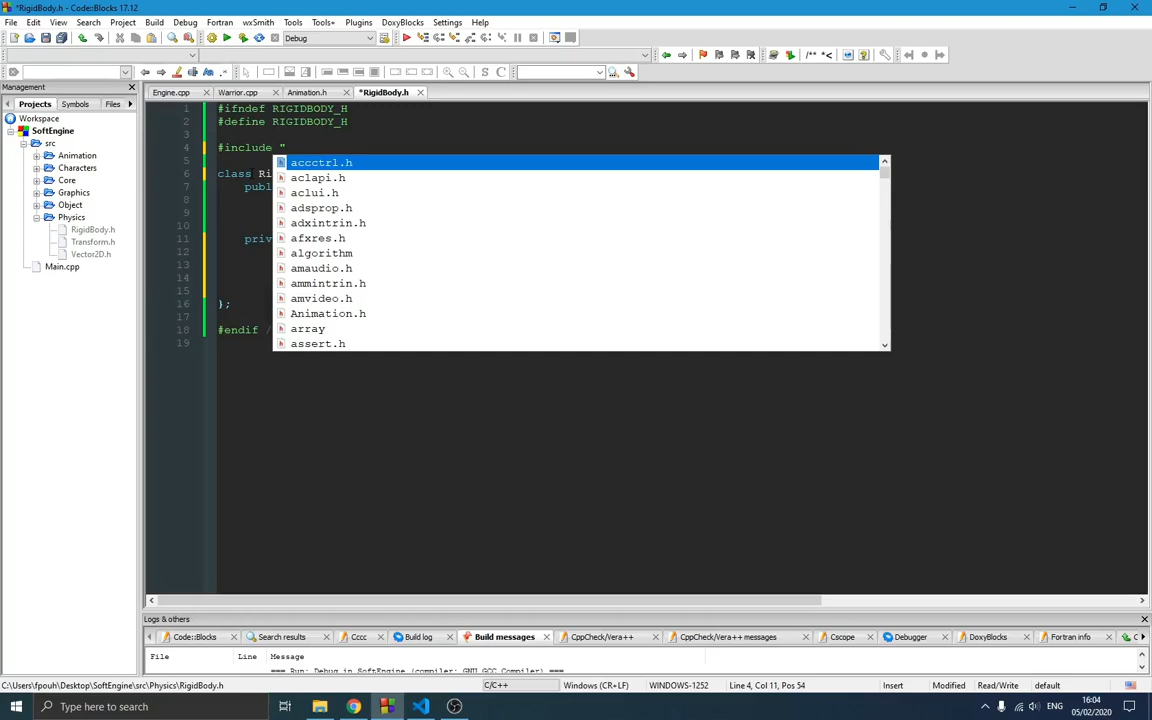 *RigidBody.h - Code::Blocks 17.12
File Edit View Search Project Build Debug Fortran wxSmith Tools Tools+ Plugins DoxyBlocks Settings Help
Debug
/** *<
S C
Management
Projects Symbols Files
Workspace
SoftEngine
src
Animation
Characters
Core
Graphics
Object
Physics
RigidBody.h
Transform.h
Vector2D.h
Main.cpp
Engine.cpp Warrior.cpp Animation.h *RigidBody.h
1 #ifndef RIGIDBODY_H
2 #define RIGIDBODY_H
3
4 #include "
5
6 class Ri
7 publ
8
9
10
11 priv
12
13
14
15
16 };
17
18 #endif /
19
accctrl.h
aclapi.h
aclui.h
adsprop.h
adxintrin.h
afxres.h
algorithm
amaudio.h
ammintrin.h
amvideo.h
Animation.h
array
assert.h
Logs & others
Code::Blocks Search results Cccc Build log Build messages CppCheck/Vera++ CppCheck/Vera++ messages Cscope Debugger DoxyBlocks Fortran info C
File Line Message
=== Run: Debug in SoftEngine (compiler: GNU GCC Compiler) ===
C:\Users\fpouh\Desktop\SoftEngine\src\Physics\RigidBody.h C/C++ Windows (CR+LF) WINDOWS-1252 Line 4, Col 11, Pos 54 Insert Modified Read/Write default
Type here to search
ENG
16:04
05/02/2020